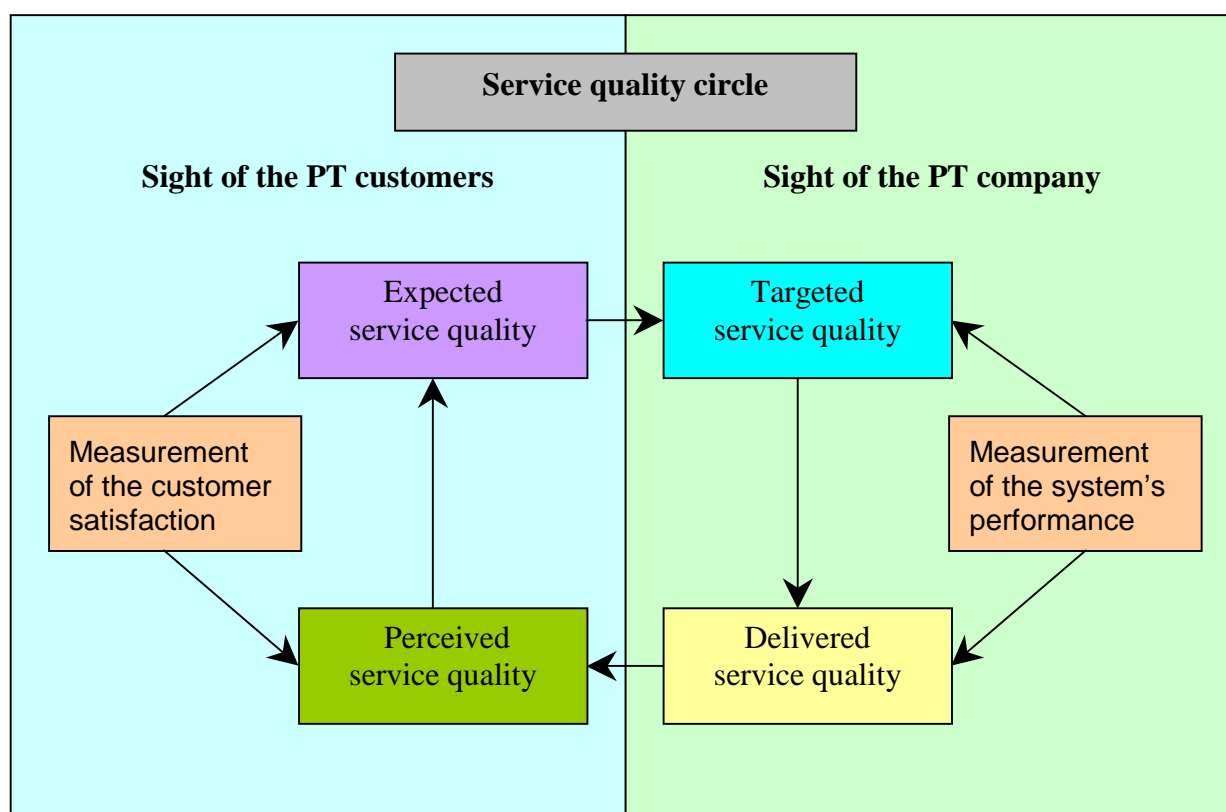 Service quality circle
Sight of the PT customers
Sight of the PT company
Expected
service quality
Targeted
service quality
Measurement
of the customer
satisfaction
Measurement
of the system's
performance
Perceived
service quality
Delivered
service quality